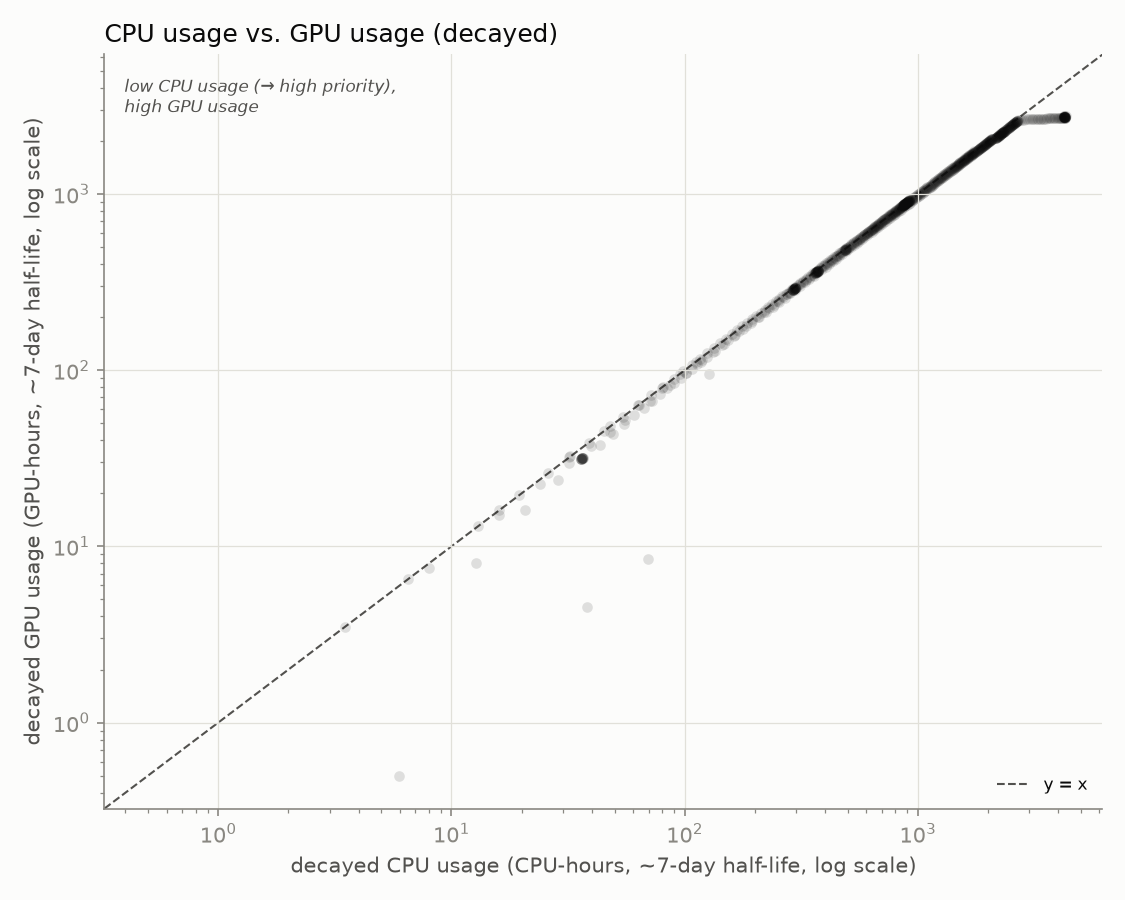 CPU usage vs. GPU usage (decayed)
low CPU usage (→ high priority),
high GPU usage
decayed GPU usage (GPU-hours, ~7-day half-life, log scale)
10³
10²
10¹
10⁰
y = x
10⁰ 10¹ 10² 10³
decayed CPU usage (CPU-hours, ~7-day half-life, log scale)